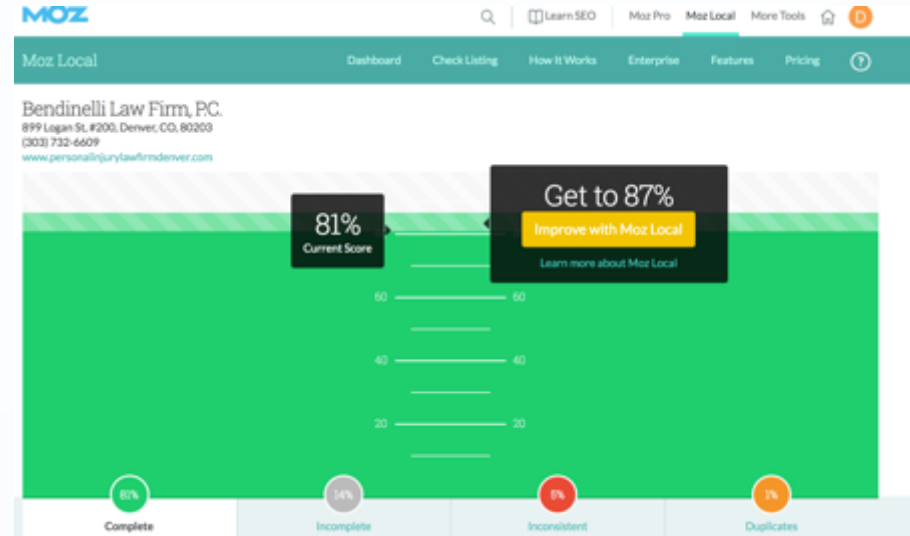 MOZ
Learn SEO Moz Pro Moz Local More Tools D
Moz Local Dashboard Check Listing How It Works Enterprise Features Pricing ?
Bendinelli Law Firm, P.C.
899 Logan St, #200, Denver, CO, 80203
(303) 732-6609
www.personalinjurylawfirmdenver.com
81%
Current Score
Get to 87%
Improve with Moz Local
Learn more about Moz Local
60 60
40 40
20 20
81% 14% 5% 1%
Complete Incomplete Inconsistent Duplicates